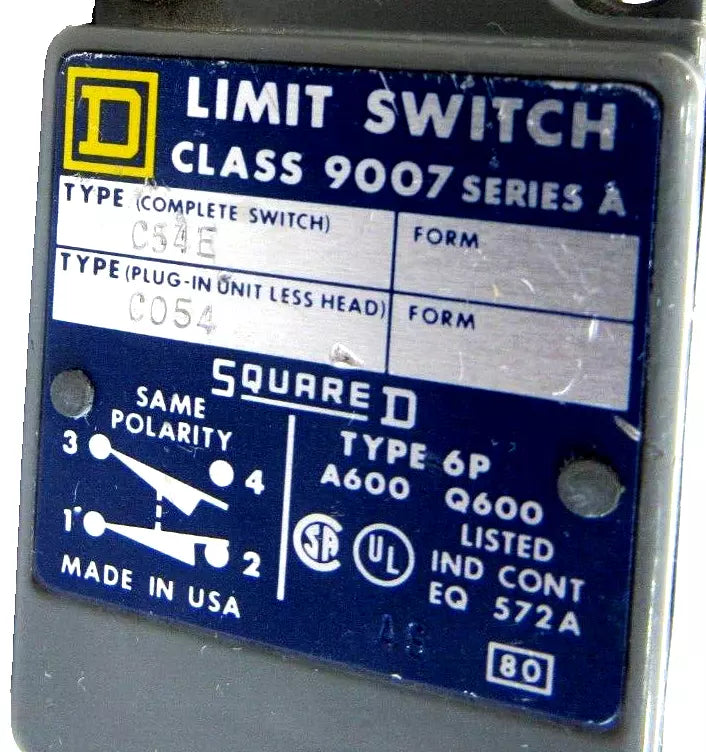 D LIMIT SWITCH
CLASS 9007 SERIES A
TYPE (COMPLETE SWITCH) FORM
C54E
TYPE (PLUG-IN UNIT LESS HEAD) FORM
C054
SQUARE D
SAME
POLARITY
3 4
1 2
MADE IN USA
TYPE 6P
A600 Q600
SA UL LISTED
IND CONT
EQ 572A
80